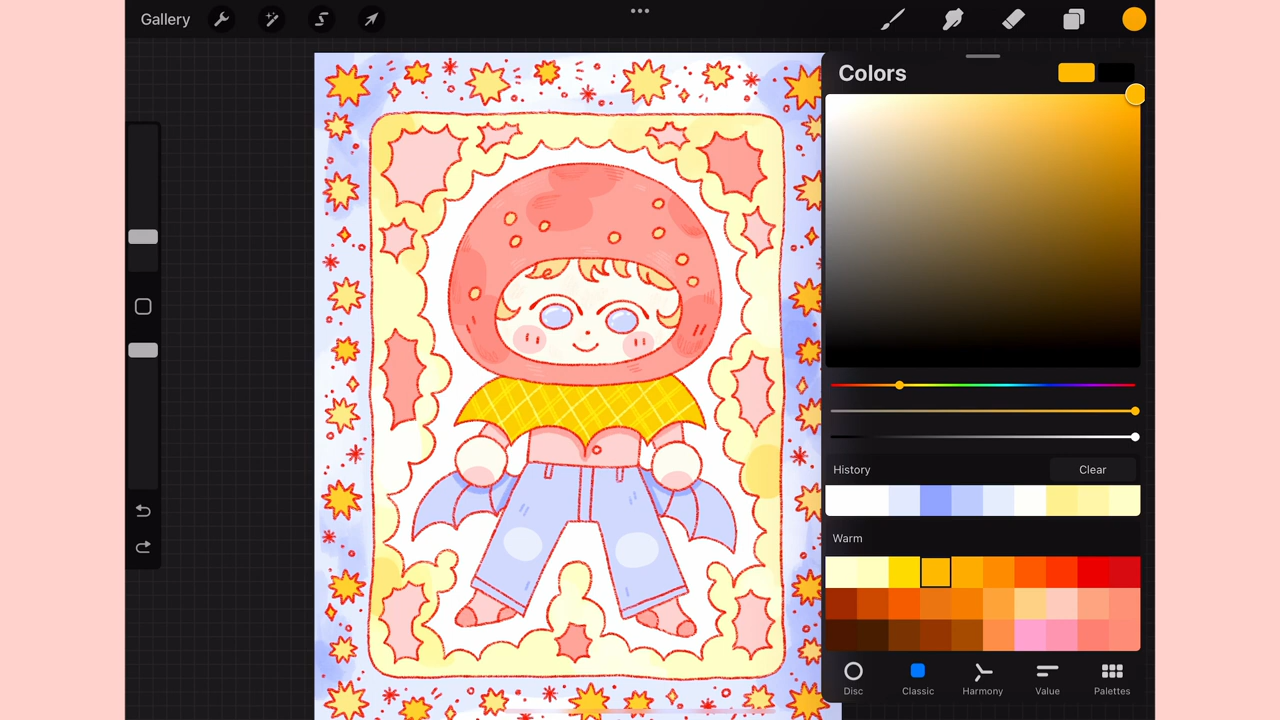 Gallery
Colors
History
Clear
Warm
Disc
Classic
Harmony
Value
Palettes